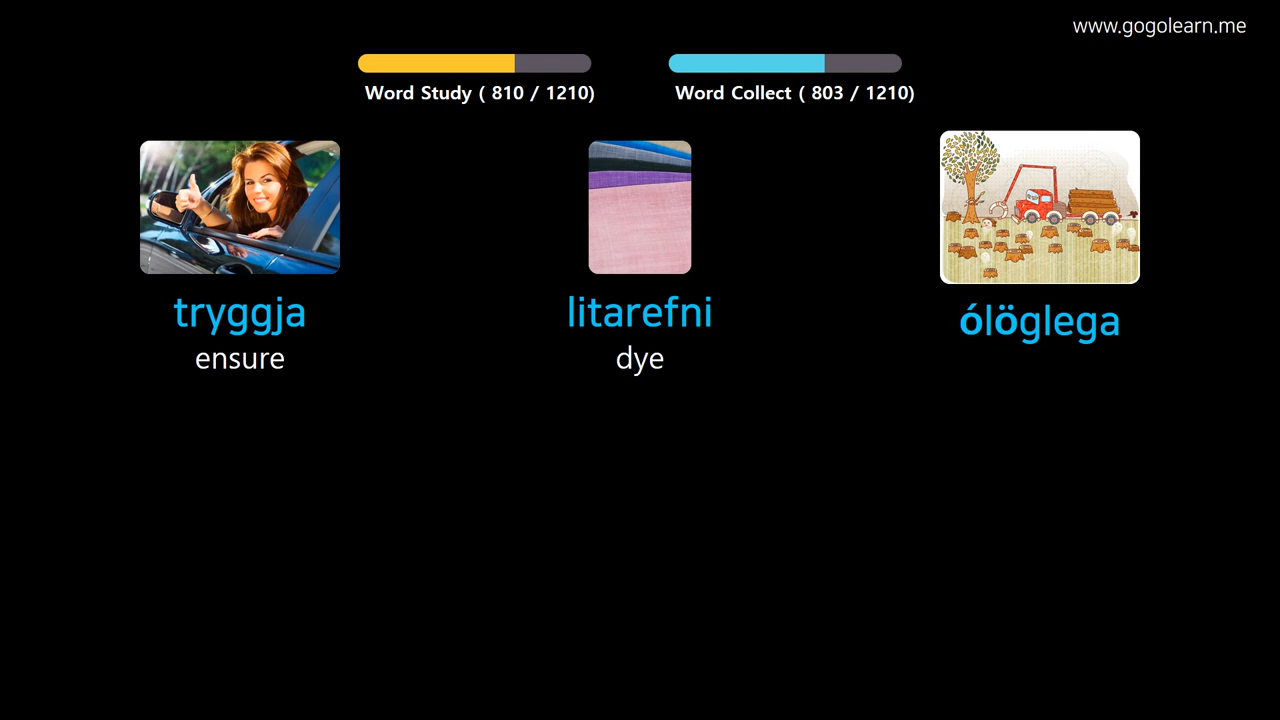 www.gogolearn.me
Word Study ( 810 / 1210)
Word Collect ( 803 / 1210)
tryggja
ensure
litarefni
dye
ólöglega